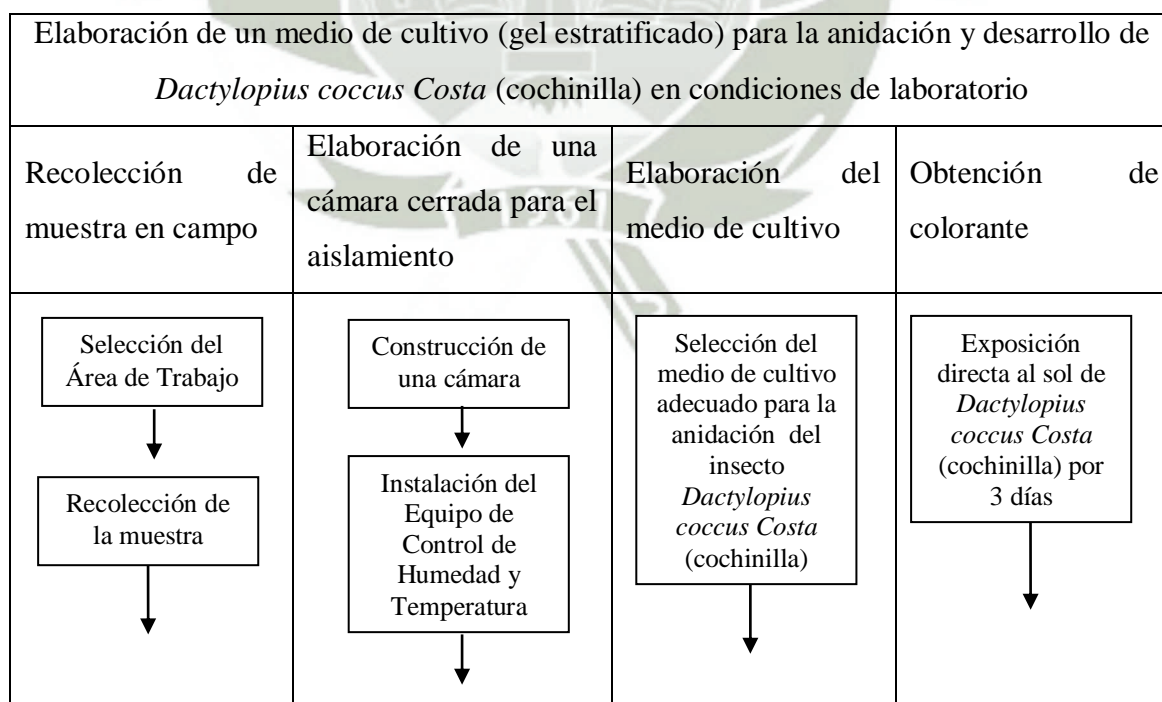 Elaboración de un medio de cultivo (gel estratificado) para la anidación y desarrollo de
Dactylopius coccus Costa (cochinilla) en condiciones de laboratorio
Recolección de
muestra en campo
Elaboración de una
cámara cerrada para el
aislamiento
Elaboración del
medio de cultivo
Obtención de
colorante
Selección del
Área de Trabajo
Recolección de
la muestra
Construcción de
una cámara
Instalación del
Equipo de
Control de
Humedad y
Temperatura
Selección del
medio de cultivo
adecuado para la
anidación del
insecto
Dactylopius
coccus Costa
(cochinilla)
Exposición
directa al sol de
Dactylopius
coccus Costa
(cochinilla) por
3 días